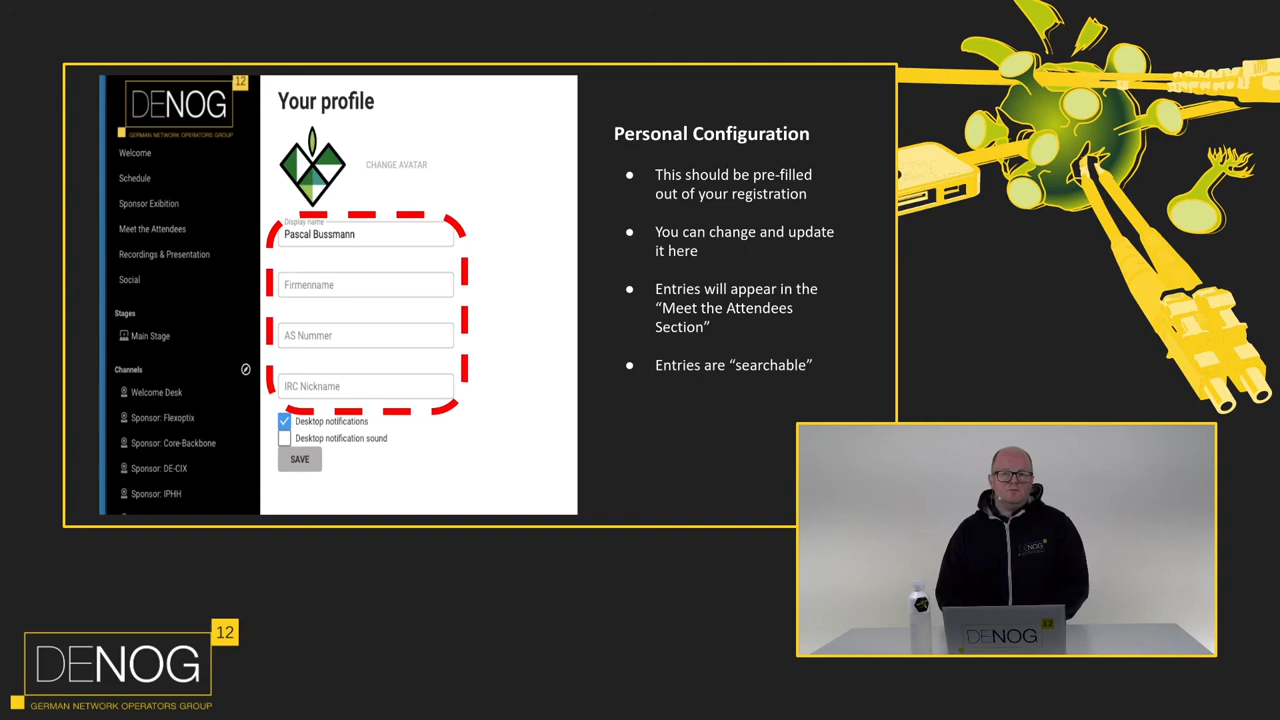 12
DENOG
GERMAN NETWORK OPERATORS GROUP
Welcome
Schedule
Sponsor Exibition
Meet the Attendees
Recordings & Presentation
Social
Stages
Main Stage
Channels
Welcome Desk
Sponsor: Flexoptix
Sponsor: Core-Backbone
Sponsor: DE-CIX
Sponsor: IPHH
Your profile
CHANGE AVATAR
Display name
Pascal Bussmann
Firmenname
AS Nummer
IRC Nickname
Desktop notifications
Desktop notification sound
SAVE
Personal Configuration
● This should be pre-filled
out of your registration
● You can change and update
it here
● Entries will appear in the
“Meet the Attendees
Section”
● Entries are “searchable”
DENOG
12
DENOG
12
DENOG
GERMAN NETWORK OPERATORS GROUP